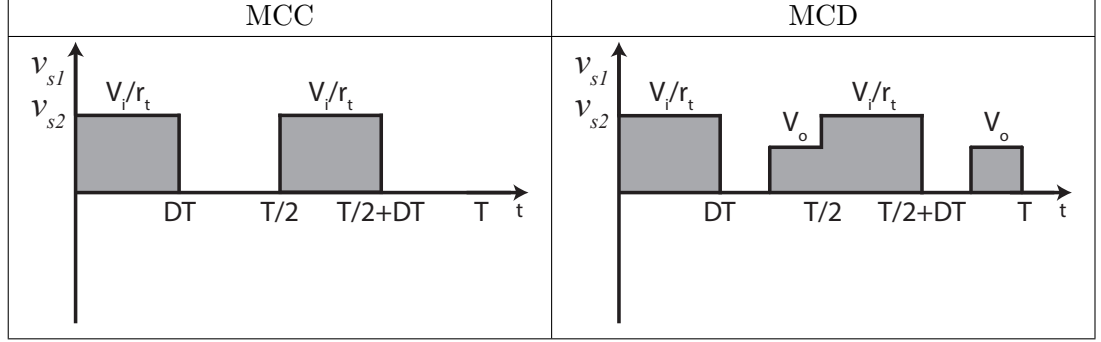 MCC MCD
v_s1 v_s1
V_i/r_t V_i/r_t V_i/r_t V_i/r_t
v_s2 v_s2
V_o V_o
DT T/2 T/2+DT T t DT T/2 T/2+DT T t